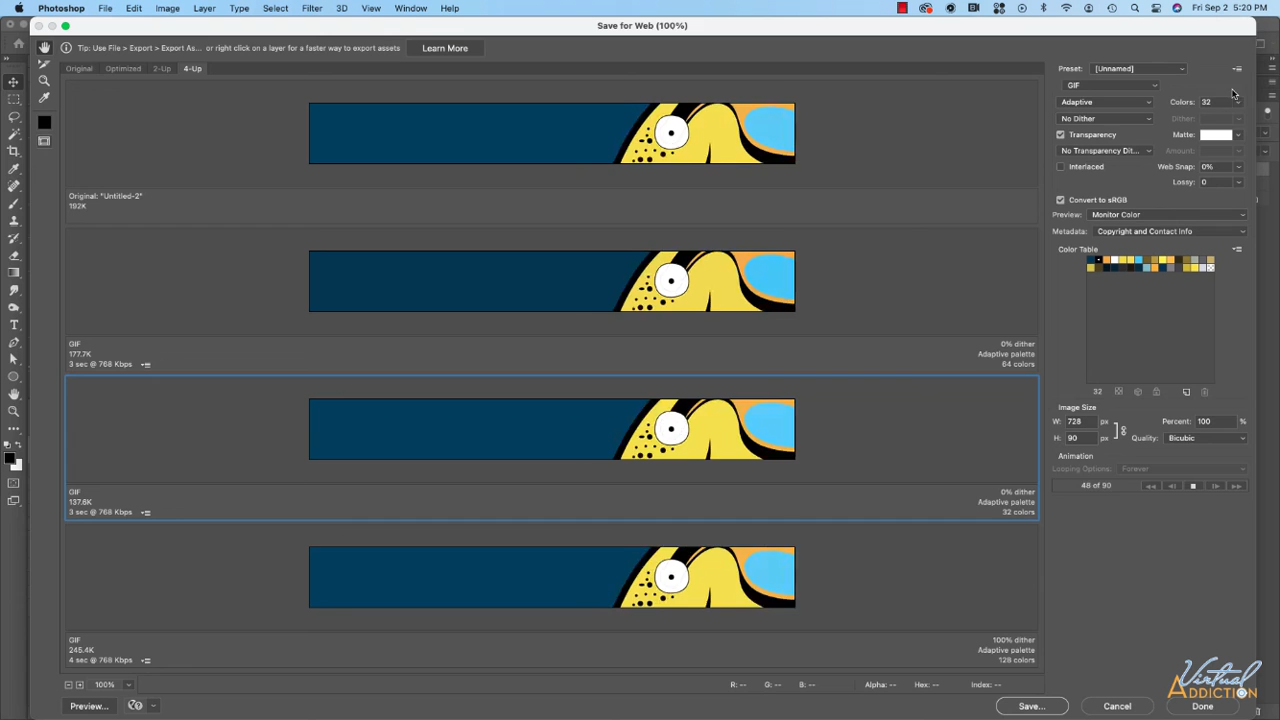 Photoshop File Edit Image Layer Type Select Filter 3D View Window Help Fri Sep 2 5:20 PM
Save for Web (100%)
Tip: Use File > Export > Export As... or right click on a layer for a faster way to export assets Learn More
Original Optimized 2-Up 4-Up
Preset: [Unnamed]
GIF
Adaptive Colors: 32
No Dither Dither:
Transparency Matte:
No Transparency Dit... Amount:
Interlaced Web Snap: 0%
Lossy: 0
Original: "Untitled-2"
192K
Convert to sRGB
Preview: Monitor Color
Metadata: Copyright and Contact Info
Color Table
GIF 0% dither
177.7K Adaptive palette
3 sec @ 768 Kbps 64 colors
32
Image Size
W: 728 px Percent: 100 %
H: 90 px Quality: Bicubic
Animation
Looping Options: Forever
48 of 90
GIF 0% dither
137.6K Adaptive palette
3 sec @ 768 Kbps 32 colors
GIF 100% dither
245.4K Adaptive palette
4 sec @ 768 Kbps 128 colors
100% R: -- G: -- B: -- Alpha: -- Hex: -- Index: --
Virtual
Addiction
Preview... Save... Cancel Done